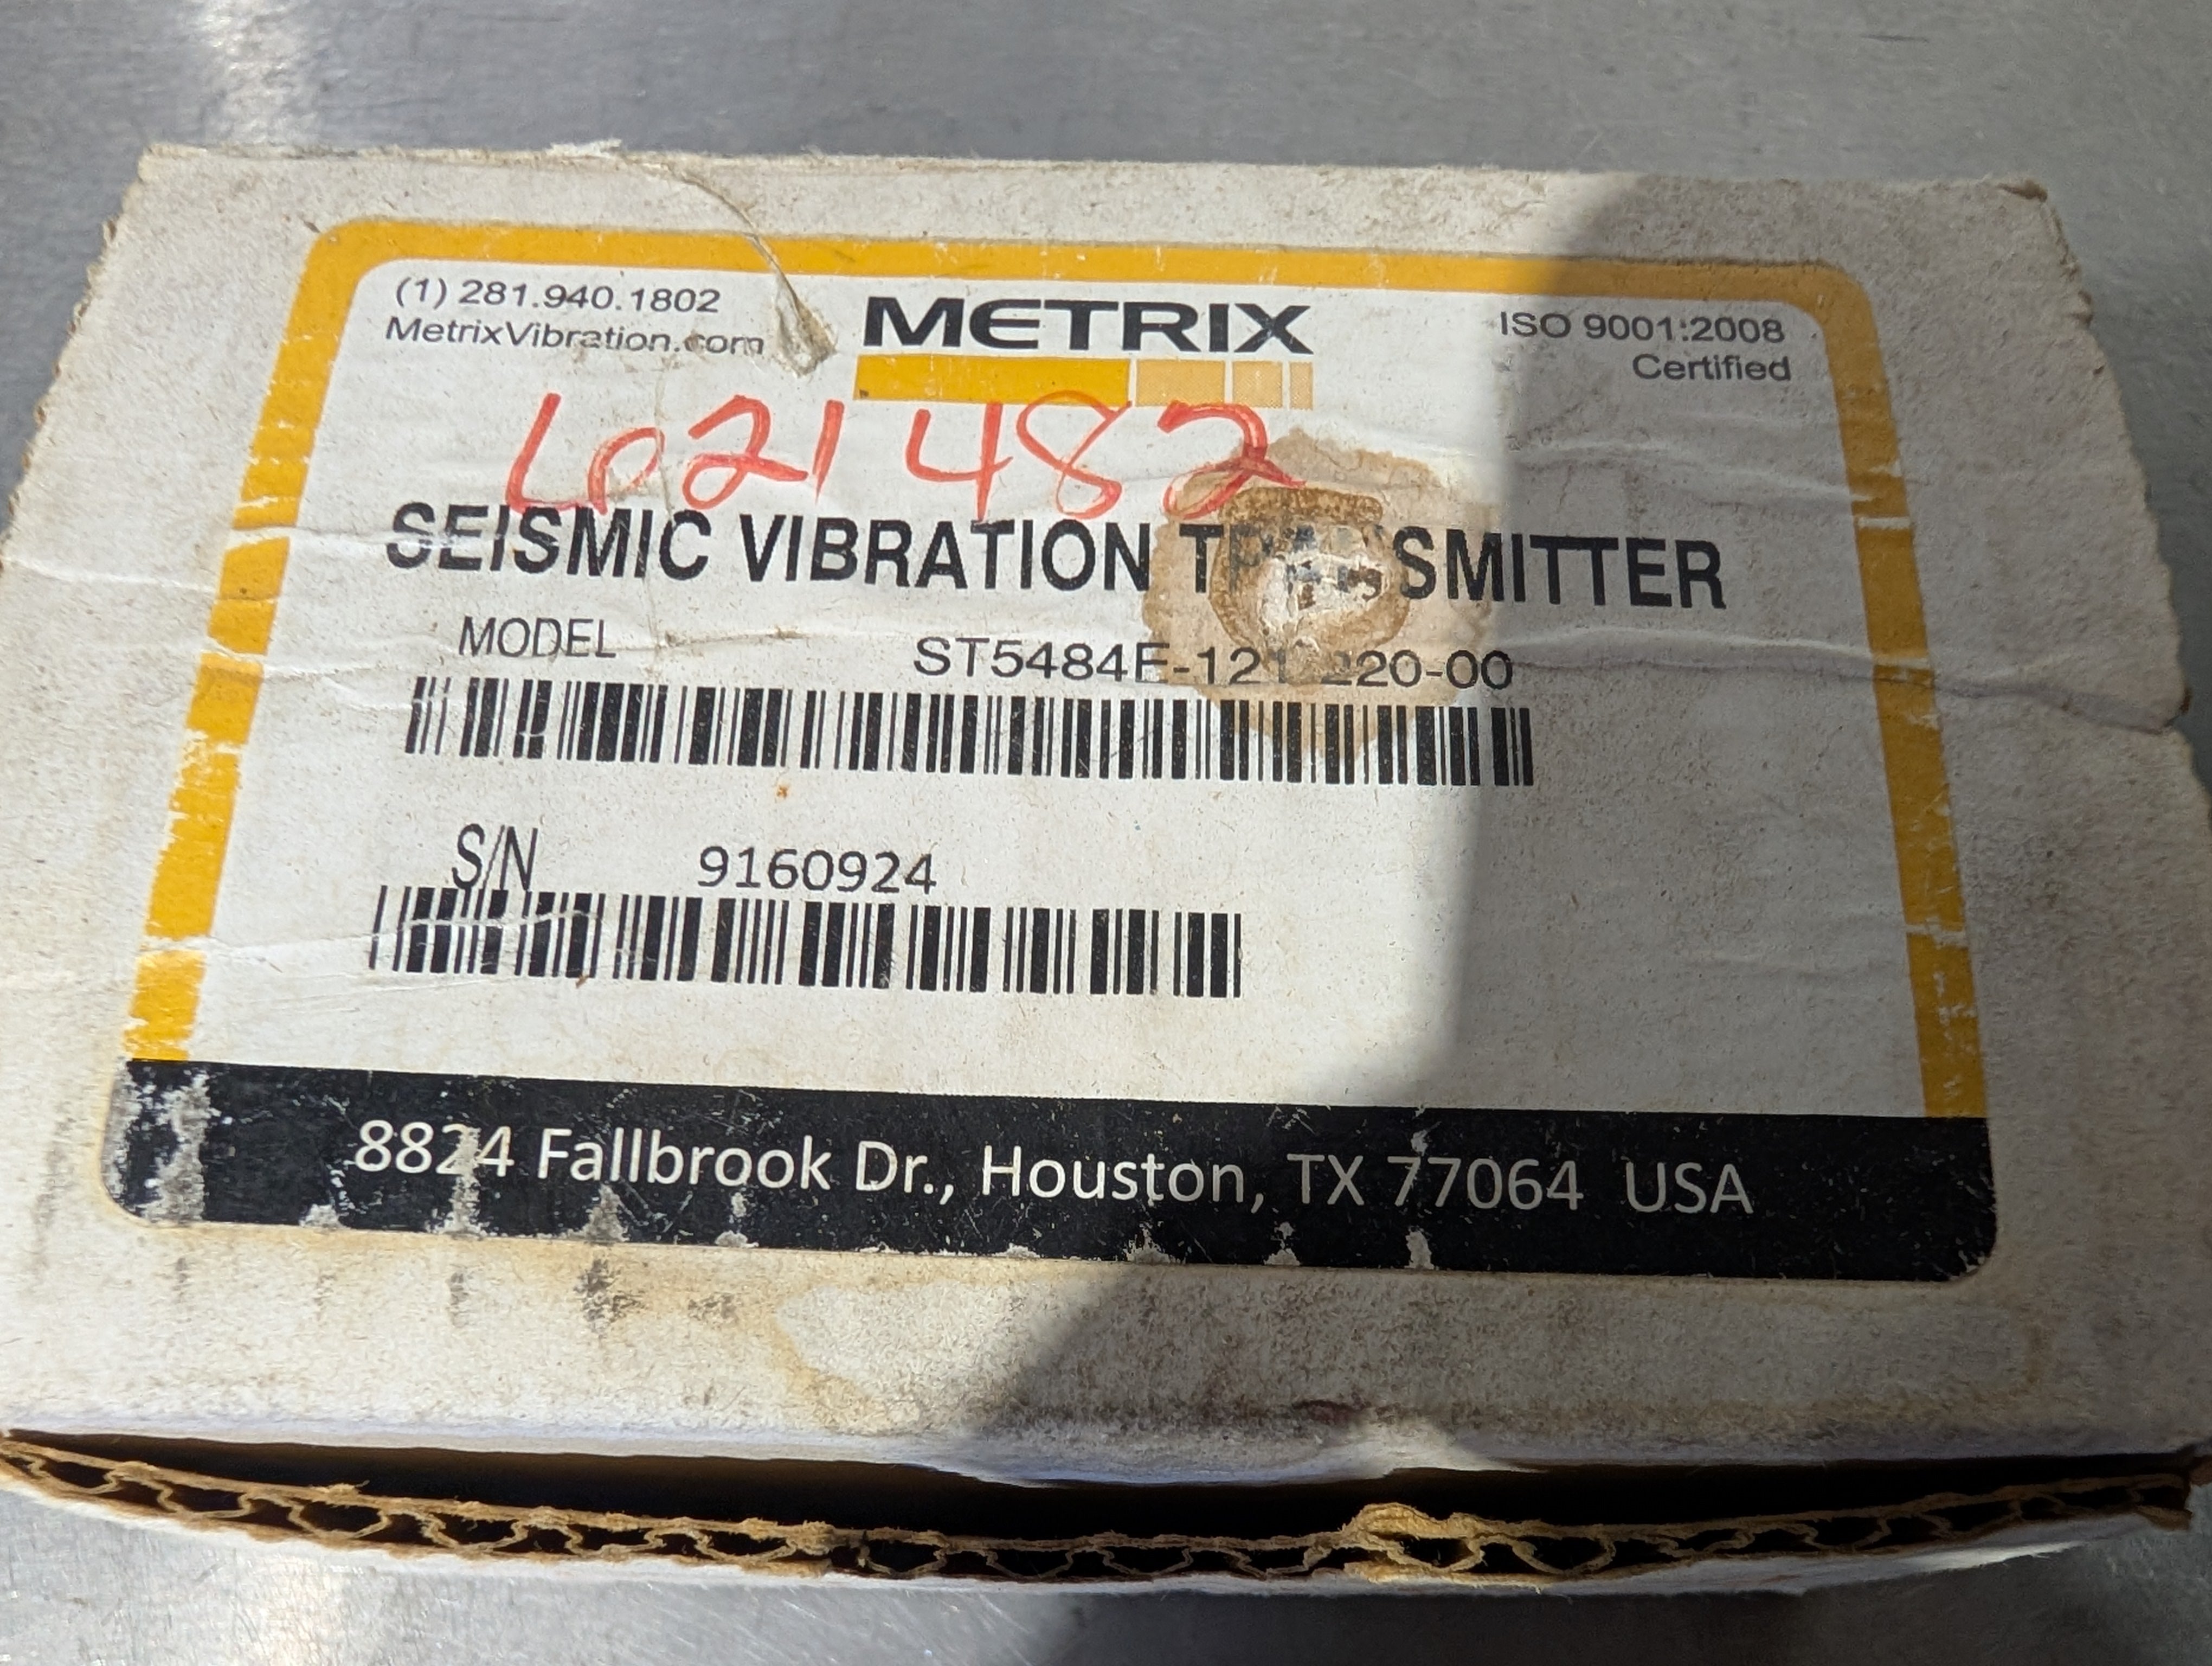 (1) 281.940.1802
MetrixVibration.com
METRIX
ISO 9001:2008
Certified
SEISMIC VIBRATION TRANSMITTER
MODEL
S/N 9160924
8824 Fallbrook Dr., Houston, TX 77064 USA